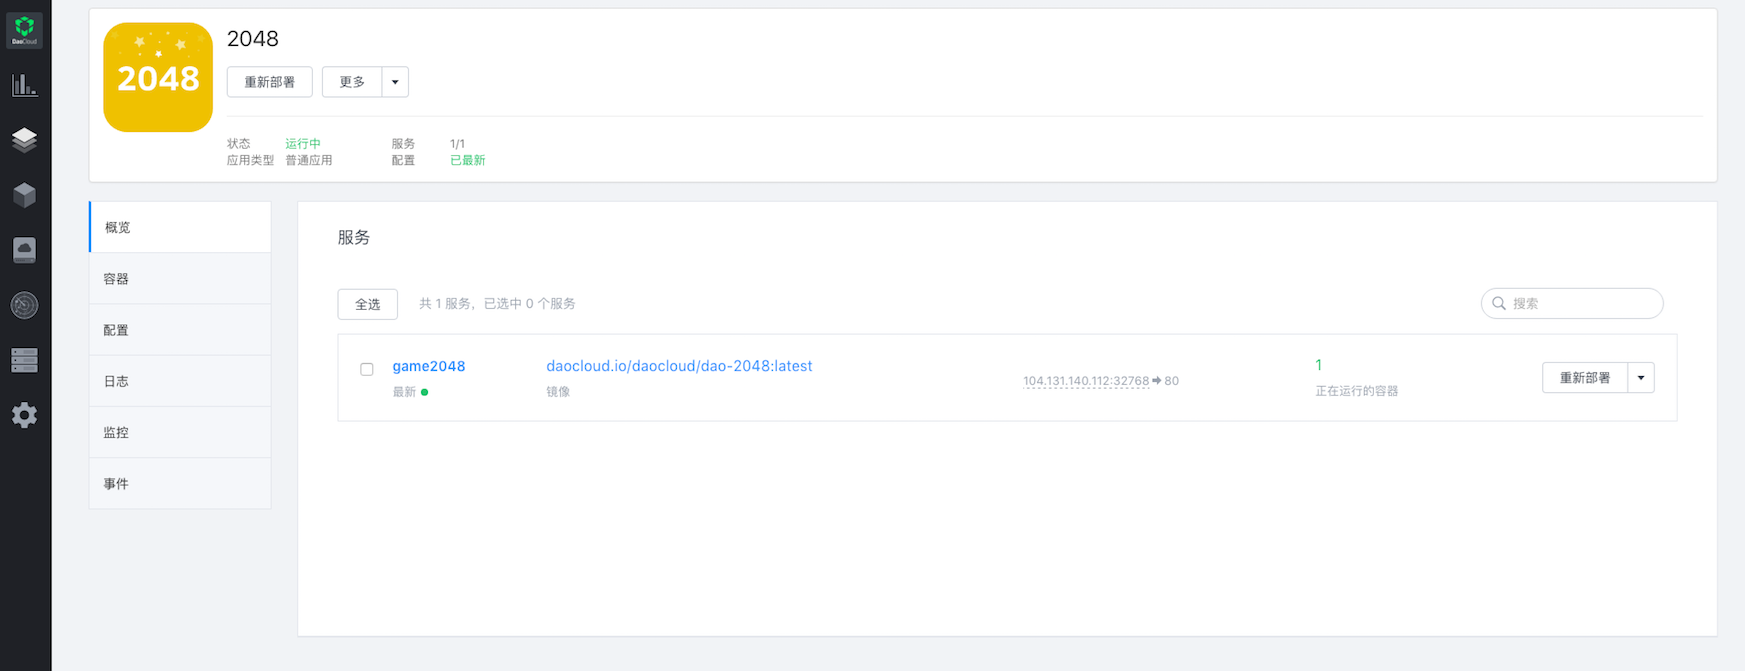 DaoCloud
2048
2048
重新部署 更多
状态 运行中 服务 1/1
应用类型 普通应用 配置 已最新
概览
容器
配置
日志
监控
事件
服务
全选 共 1 服务，已选中 0 个服务 搜索
game2048 daocloud.io/daocloud/dao-2048:latest 104.131.140.112:32768 ➡ 80 1 重新部署
最新 镜像 正在运行的容器